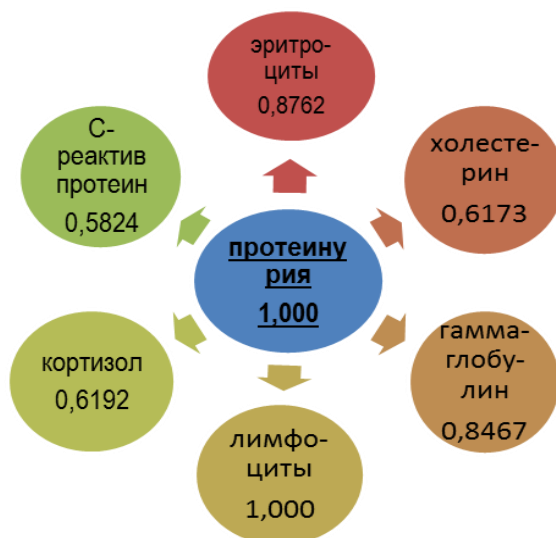 эритро-
циты
0,8762
С-
реактив
протеин
0,5824
холесте-
рин
0,6173
протеину
рия
1,000
кортизол
0,6192
гамма-
глобу-
лин
0,8467
лимфо-
циты
1,000